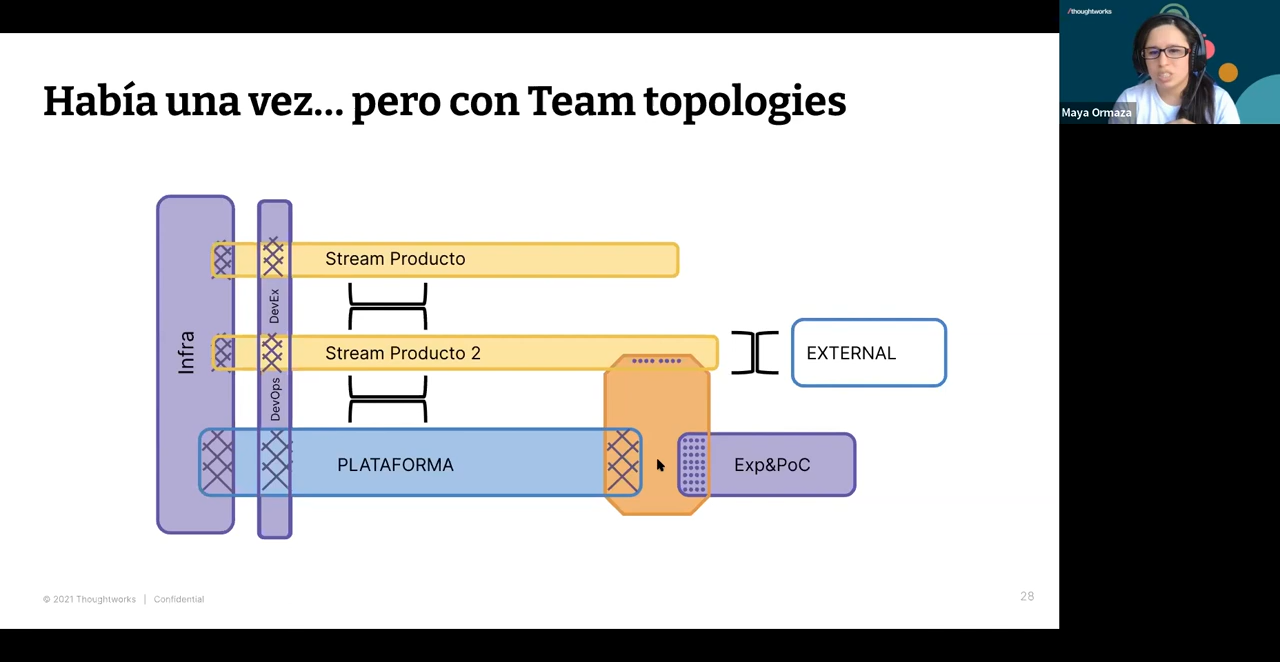 Había una vez... pero con Team topologies
Infra
DevEx
DevOps
Stream Producto
Stream Producto 2
PLATAFORMA
EXTERNAL
Exp&PoC
© 2021 Thoughtworks | Confidential
28
/thoughtworks
Maya Ormaza